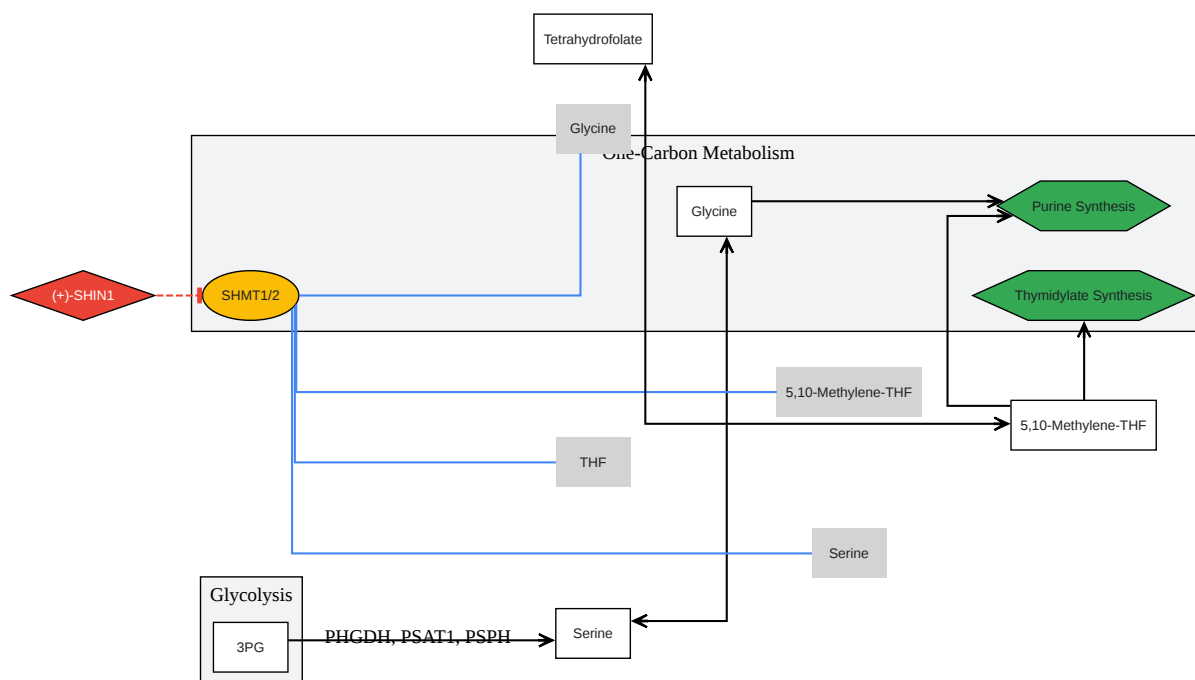 Tetrahydrofolate
Glycine
One-Carbon Metabolism
Glycine
Purine Synthesis
(+)-SHIN1
SHMT1/2
Thymidylate Synthesis
5,10-Methylene-THF
5,10-Methylene-THF
THF
Serine
Glycolysis
3PG
PHGDH, PSAT1, PSPH
Serine